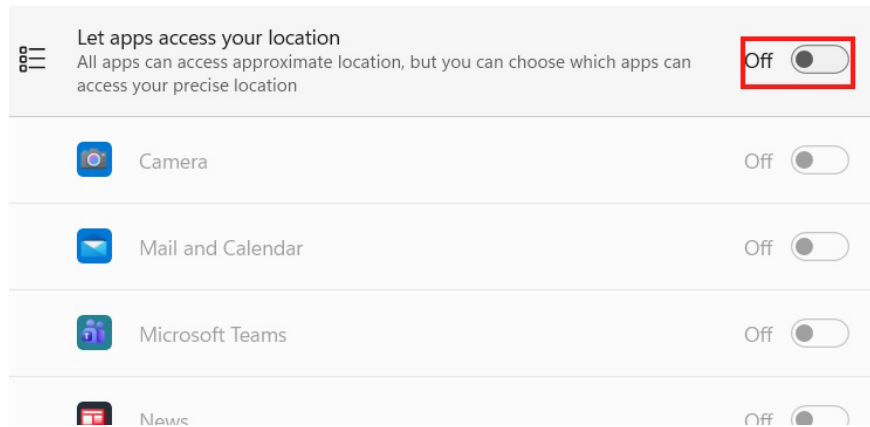 Let apps access your location
All apps can access approximate location, but you can choose which apps can
access your precise location
Off
Camera
Off
Mail and Calendar
Off
Microsoft Teams
Off
News
Off